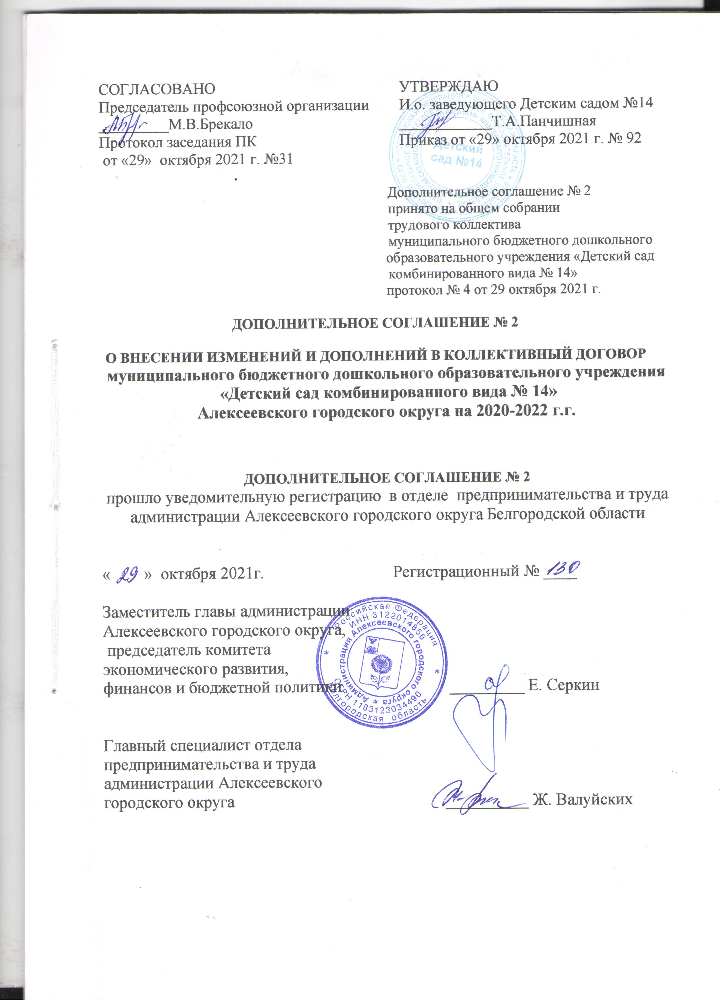 СОГЛАСОВАНО
Председатель профсоюзной организации
_________М.В.Брекало
Протокол заседания ПК
от «29» октября 2021 г. №31
УТВЕРЖДАЮ
И.о. заведующего Детским садом №14
____________Т.А.Панчишная
Приказ от «29» октября 2021 г. № 92
Детский
сад №14
Дополнительное соглашение № 2
принято на общем собрании
трудового коллектива
муниципального бюджетного дошкольного
образовательного учреждения «Детский сад
комбинированного вида № 14»
протокол № 4 от 29 октября 2021 г.
ДОПОЛНИТЕЛЬНОЕ СОГЛАШЕНИЕ № 2
О ВНЕСЕНИИ ИЗМЕНЕНИЙ И ДОПОЛНЕНИЙ В КОЛЛЕКТИВНЫЙ ДОГОВОР
муниципального бюджетного дошкольного образовательного учреждения
«Детский сад комбинированного вида № 14»
Алексеевского городского округа на 2020-2022 г.г.
ДОПОЛНИТЕЛЬНОЕ СОГЛАШЕНИЕ № 2
прошло уведомительную регистрацию в отделе предпринимательства и труда
администрации Алексеевского городского округа Белгородской области
« 29 » октября 2021г. Регистрационный № 130
Заместитель главы администрации
Алексеевского городского округа,
председатель комитета
экономического развития,
финансов и бюджетной политики
_________ Е. Серкин
Российская Федерация
ИНН 3122014856
Администрация Алексеевского городского округа
ОГРН 1183123034490
Белгородская область
Главный специалист отдела
предпринимательства и труда
администрации Алексеевского
городского округа
__________ Ж. Валуйских